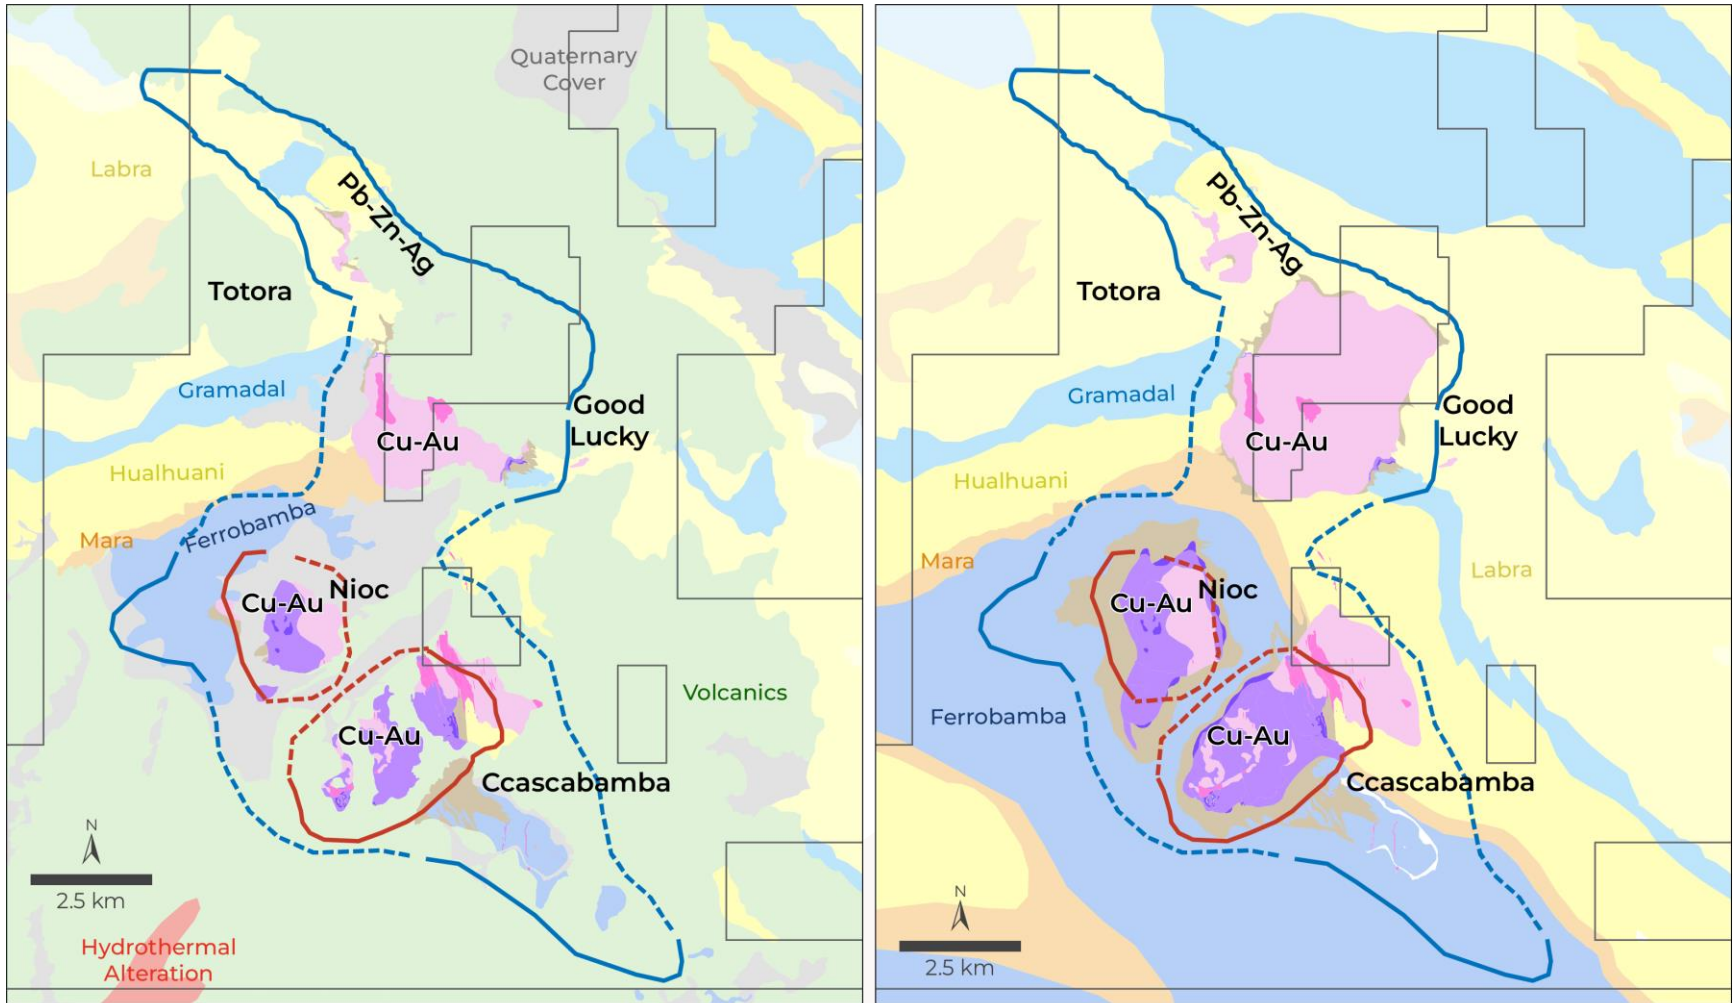 Quaternary
Cover
Labra
Pb-Zn-Ag
Totora
Gramadal
Good
Lucky
Cu-Au
Hualhuani
Ferrobamba
Mara
Nioc
Cu-Au
Volcanics
Cu-Au
Ccascabamba
N
2.5 km
Hydrothermal
Alteration
Pb-Zn-Ag
Totora
Gramadal
Good
Lucky
Cu-Au
Hualhuani
Mara
Labra
Nioc
Cu-Au
Ferrobamba
Cu-Au
Ccascabamba
N
2.5 km